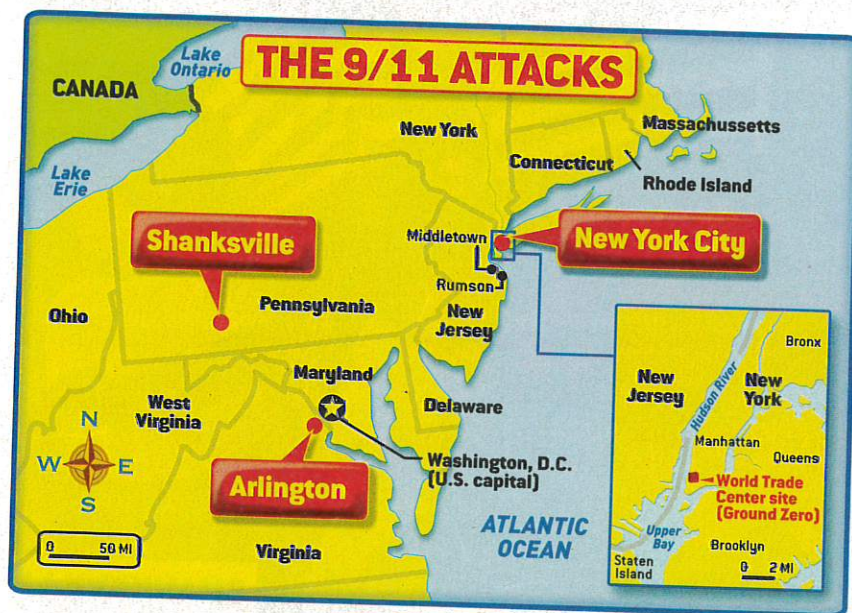 THE 9/11 ATTACKS
Lake
Ontario
CANADA
Lake
Erie
New York
Massachusetts
Connecticut
Rhode Island
Shanksville
Middletown
New York City
Rumson
Ohio
Pennsylvania
New
Jersey
Maryland
West
Virginia
Delaware
Washington, D.C.
(U.S. capital)
Arlington
Virginia
ATLANTIC
OCEAN
N
W
E
S
0 50 MI
Bronx
New
Jersey
Hudson River
New
York
Manhattan
Queens
World Trade
Center site
(Ground Zero)
Upper
Bay
Brooklyn
Staten
Island
0 2 MI